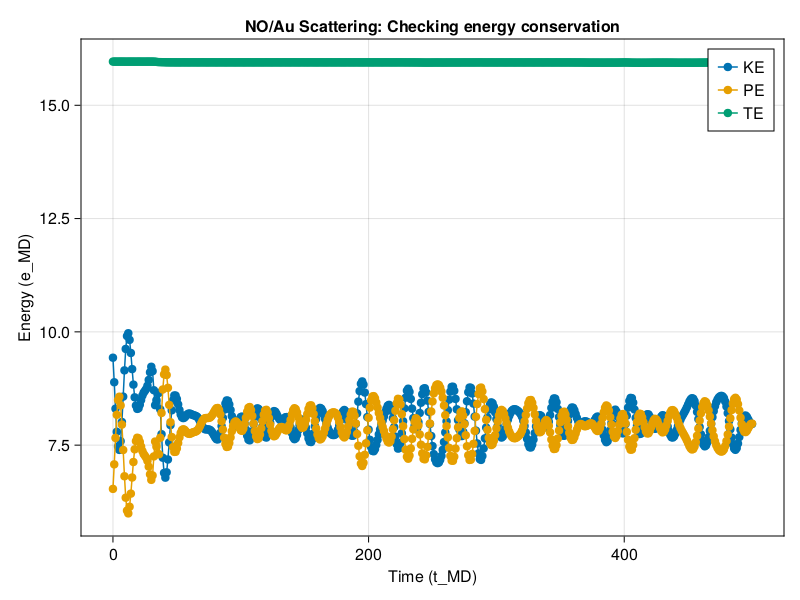 NO/Au Scattering: Checking energy conservation
KE
PE
TE
15.0
12.5
10.0
7.5
Energy (e_MD)
0
200
400
Time (t_MD)